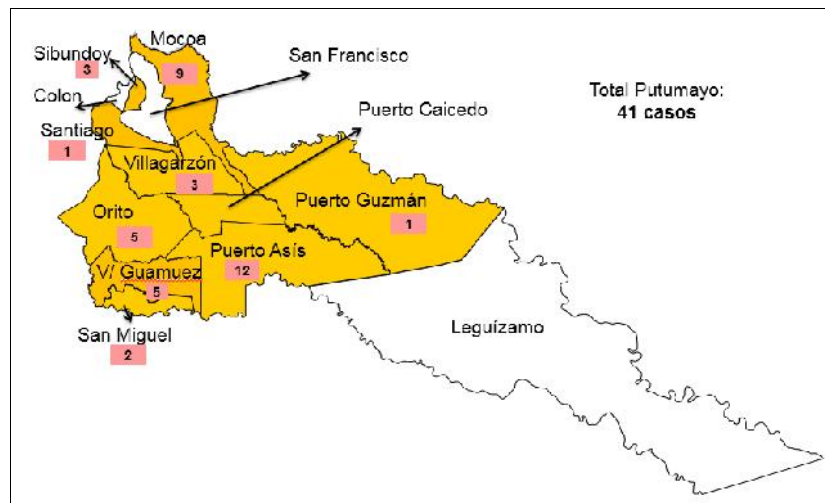 Mocoa
9
Sibundoy
3
San Francisco
Colon
Puerto Caicedo
Total Putumayo:
41 casos
Santiago
1
Villagarzón
3
Puerto Guzmán
1
Orito
5
Puerto Asís
12
V/ Guamuez
5
San Miguel
2
Leguízamo